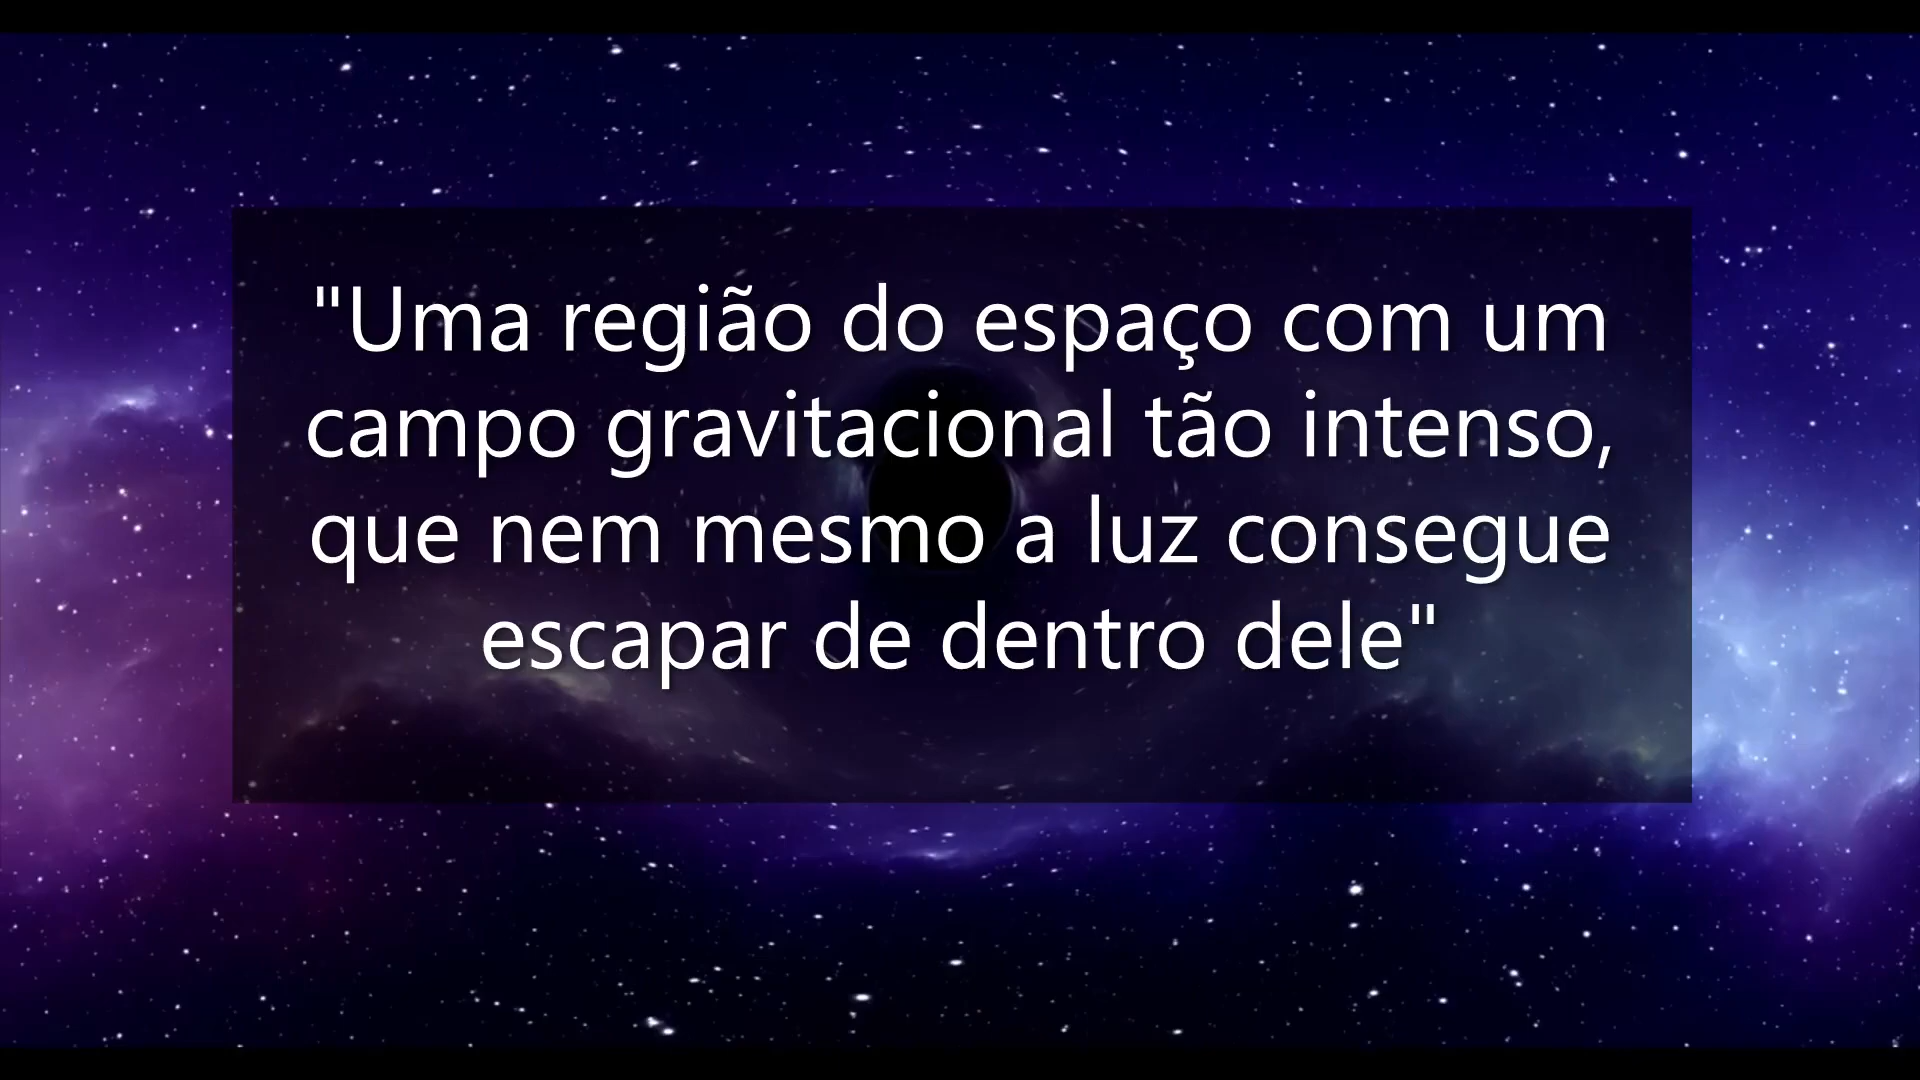 "Uma região do espaço com um
campo gravitacional tão intenso,
que nem mesmo a luz consegue
escapar de dentro dele"